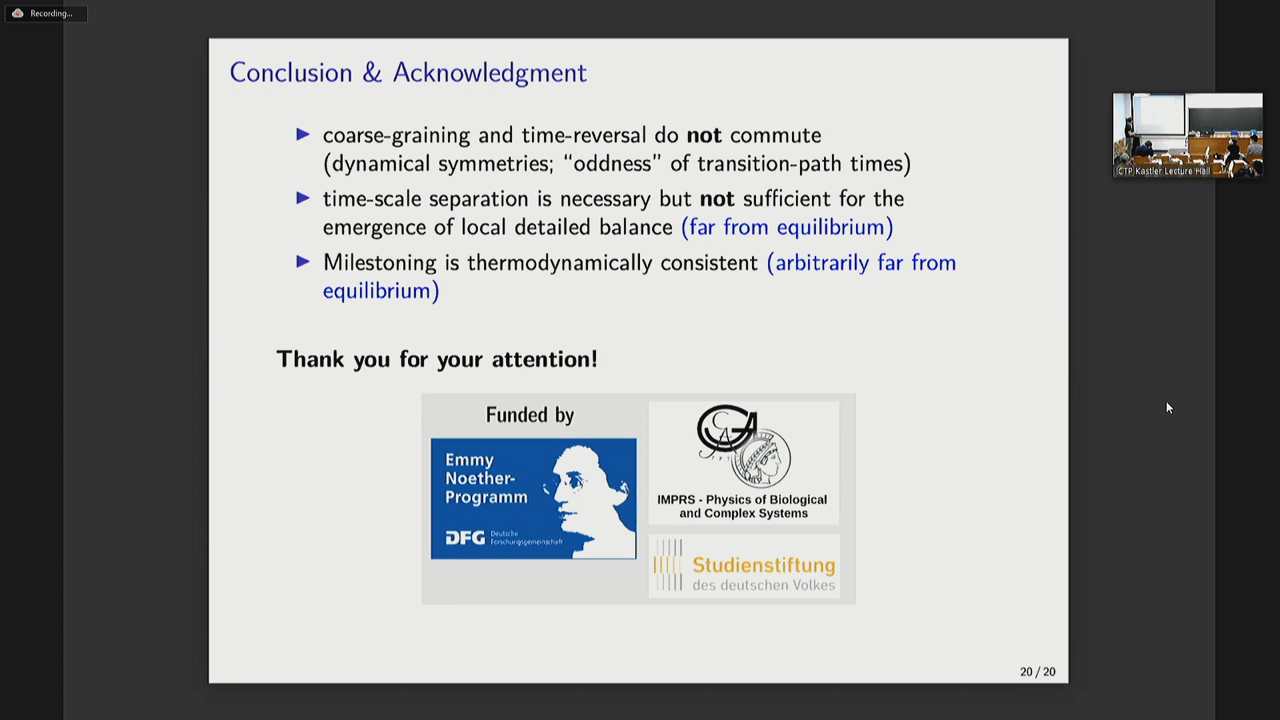 Recording...
Conclusion & Acknowledgment
coarse-graining and time-reversal do not commute
(dynamical symmetries; “oddness” of transition-path times)
time-scale separation is necessary but not sufficient for the
emergence of local detailed balance (far from equilibrium)
Milestoning is thermodynamically consistent (arbitrarily far from
equilibrium)
Thank you for your attention!
Funded by
Emmy
Noether-
Programm
DFG Deutsche
Forschungsgemeinschaft
IMPRS - Physics of Biological
and Complex Systems
Studienstiftung
des deutschen Volkes
ICTP Kastler Lecture Hall
20 / 20